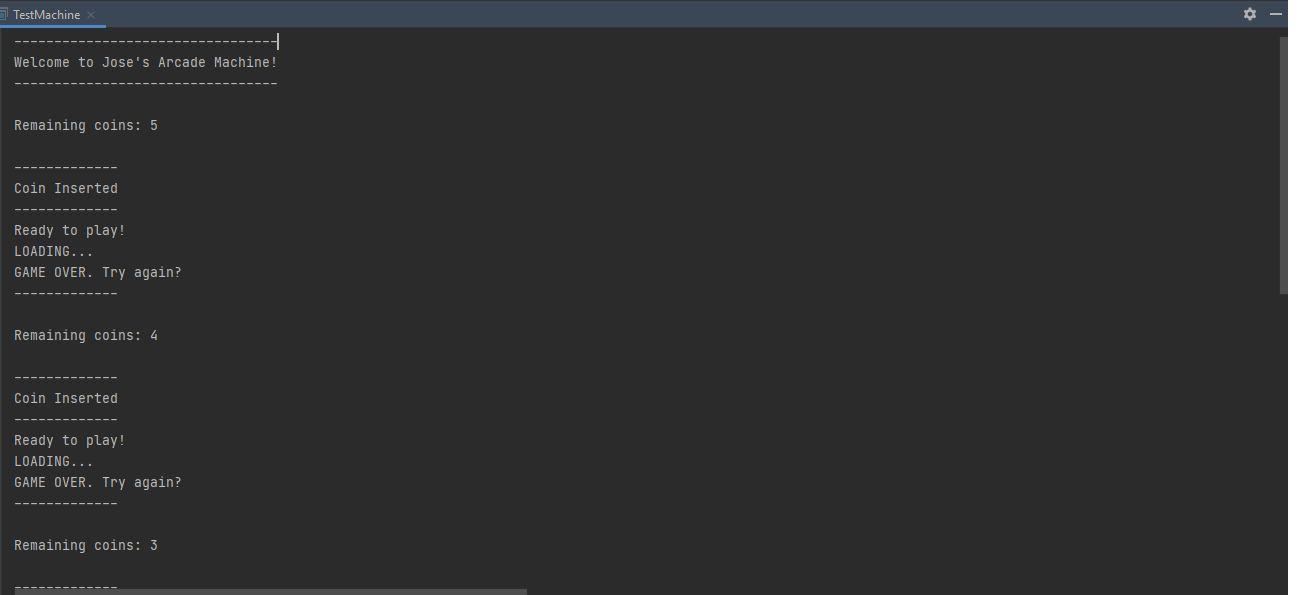 TestMachine
---------------------------------
Welcome to Jose's Arcade Machine!
---------------------------------
Remaining coins: 5
-------------
Coin Inserted
-------------
Ready to play!
LOADING...
GAME OVER. Try again?
-------------
Remaining coins: 4
-------------
Coin Inserted
-------------
Ready to play!
LOADING...
GAME OVER. Try again?
-------------
Remaining coins: 3
-------------